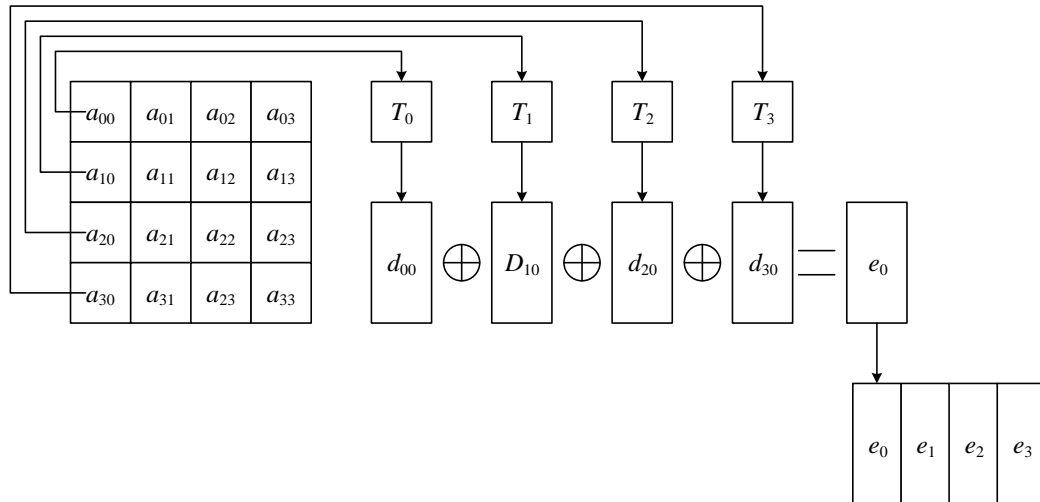 a00 a01 a02 a03 T0 T1 T2 T3
a10 a11 a12 a13
a20 a21 a22 a23
d00 ⊕ D10 ⊕ d20 ⊕ d30 = e0
a30 a31 a23 a33
e0 e1 e2 e3